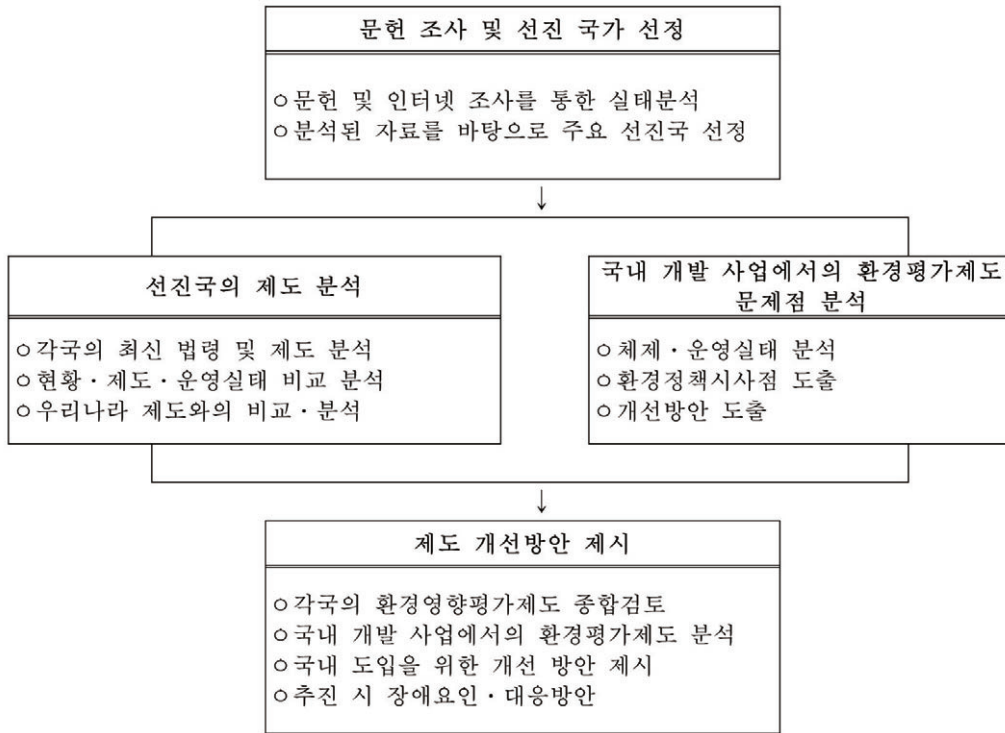 문헌 조사 및 선진 국가 선정
○문헌 및 인터넷 조사를 통한 실태분석
○분석된 자료를 바탕으로 주요 선진국 선정
↓
선진국의 제도 분석
○각국의 최신 법령 및 제도 분석
○현황·제도·운영실태 비교 분석
○우리나라 제도와의 비교·분석
국내 개발 사업에서의 환경평가제도
문제점 분석
○체제·운영실태 분석
○환경정책시사점 도출
○개선방안 도출
↓
제도 개선방안 제시
○각국의 환경영향평가제도 종합검토
○국내 개발 사업에서의 환경평가제도 분석
○국내 도입을 위한 개선 방안 제시
○추진 시 장애요인·대응방안